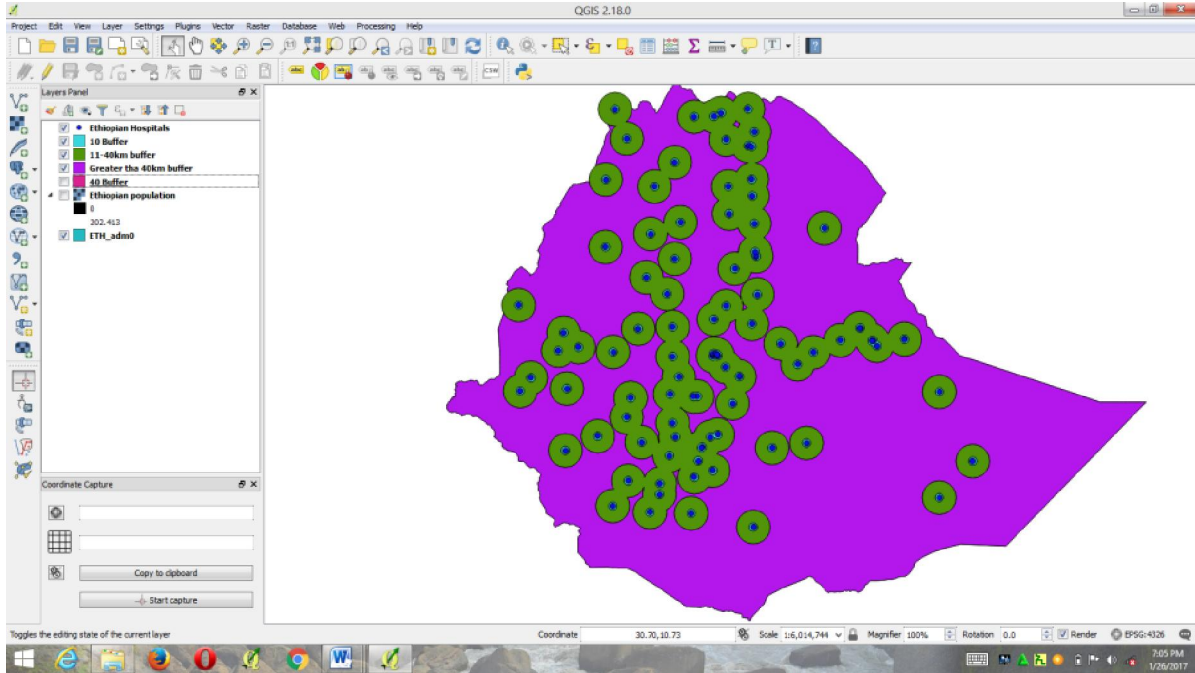 QGIS 2.18.0
Project Edit View Layer Settings Plugins Vector Raster Database Web Processing Help
abc CSW
Layers Panel
Ethiopian Hospitals
10 Buffer
11-40km buffer
Greater tha 40km buffer
40 Buffer
Ethiopian population
0
202.413
ETH_adm0
Coordinate Capture
Copy to clipboard
Start capture
Toggles the editing state of the current layer Coordinate 30.70,10.73 Scale 1:6,014,744 Magnifier 100% Rotation 0.0 Render EPSG:4326
7:05 PM
1/26/2017